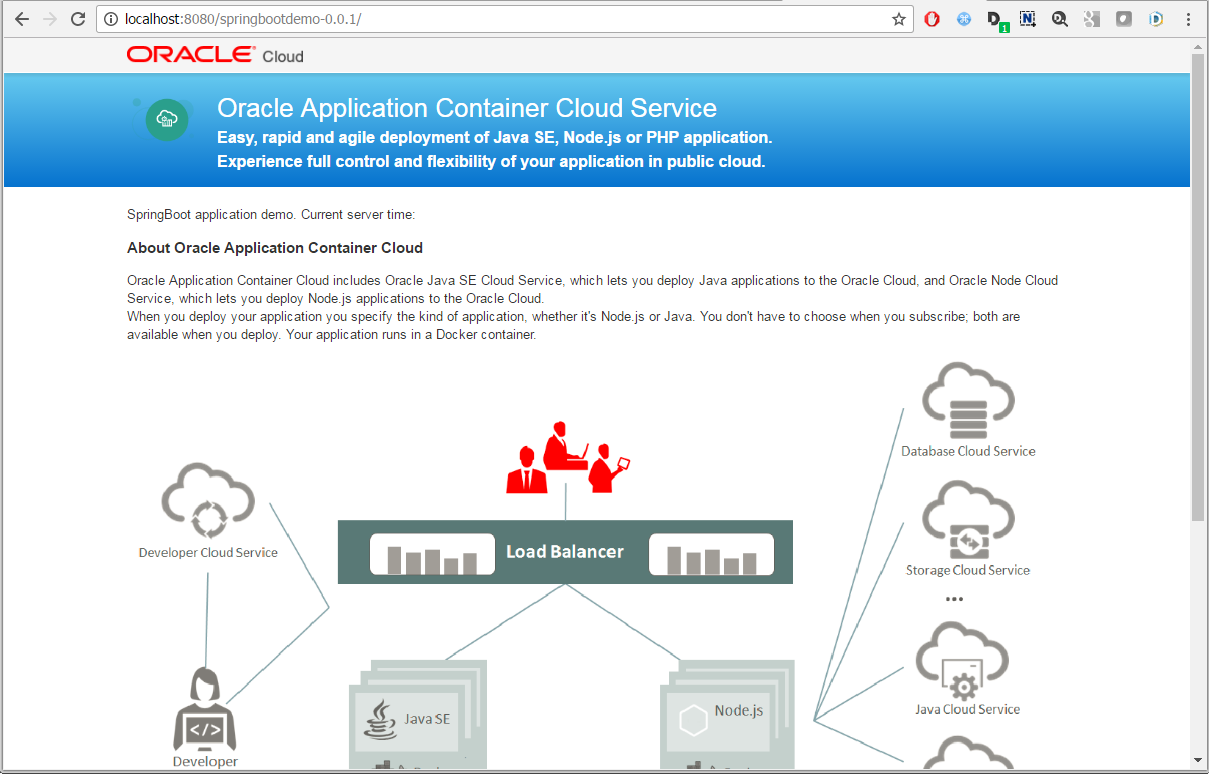 localhost:8080/springbootdemo-0.0.1/
ORACLE Cloud
Oracle Application Container Cloud Service
Easy, rapid and agile deployment of Java SE, Node.js or PHP application.
Experience full control and flexibility of your application in public cloud.
SpringBoot application demo. Current server time:
About Oracle Application Container Cloud
Oracle Application Container Cloud includes Oracle Java SE Cloud Service, which lets you deploy Java applications to the Oracle Cloud, and Oracle Node Cloud
Service, which lets you deploy Node.js applications to the Oracle Cloud.
When you deploy your application you specify the kind of application, whether it's Node.js or Java. You don't have to choose when you subscribe; both are
available when you deploy. Your application runs in a Docker container.
Database Cloud Service
Developer Cloud Service
Load Balancer
Storage Cloud Service
...
Java SE
Node.js
Java Cloud Service
</>
Developer